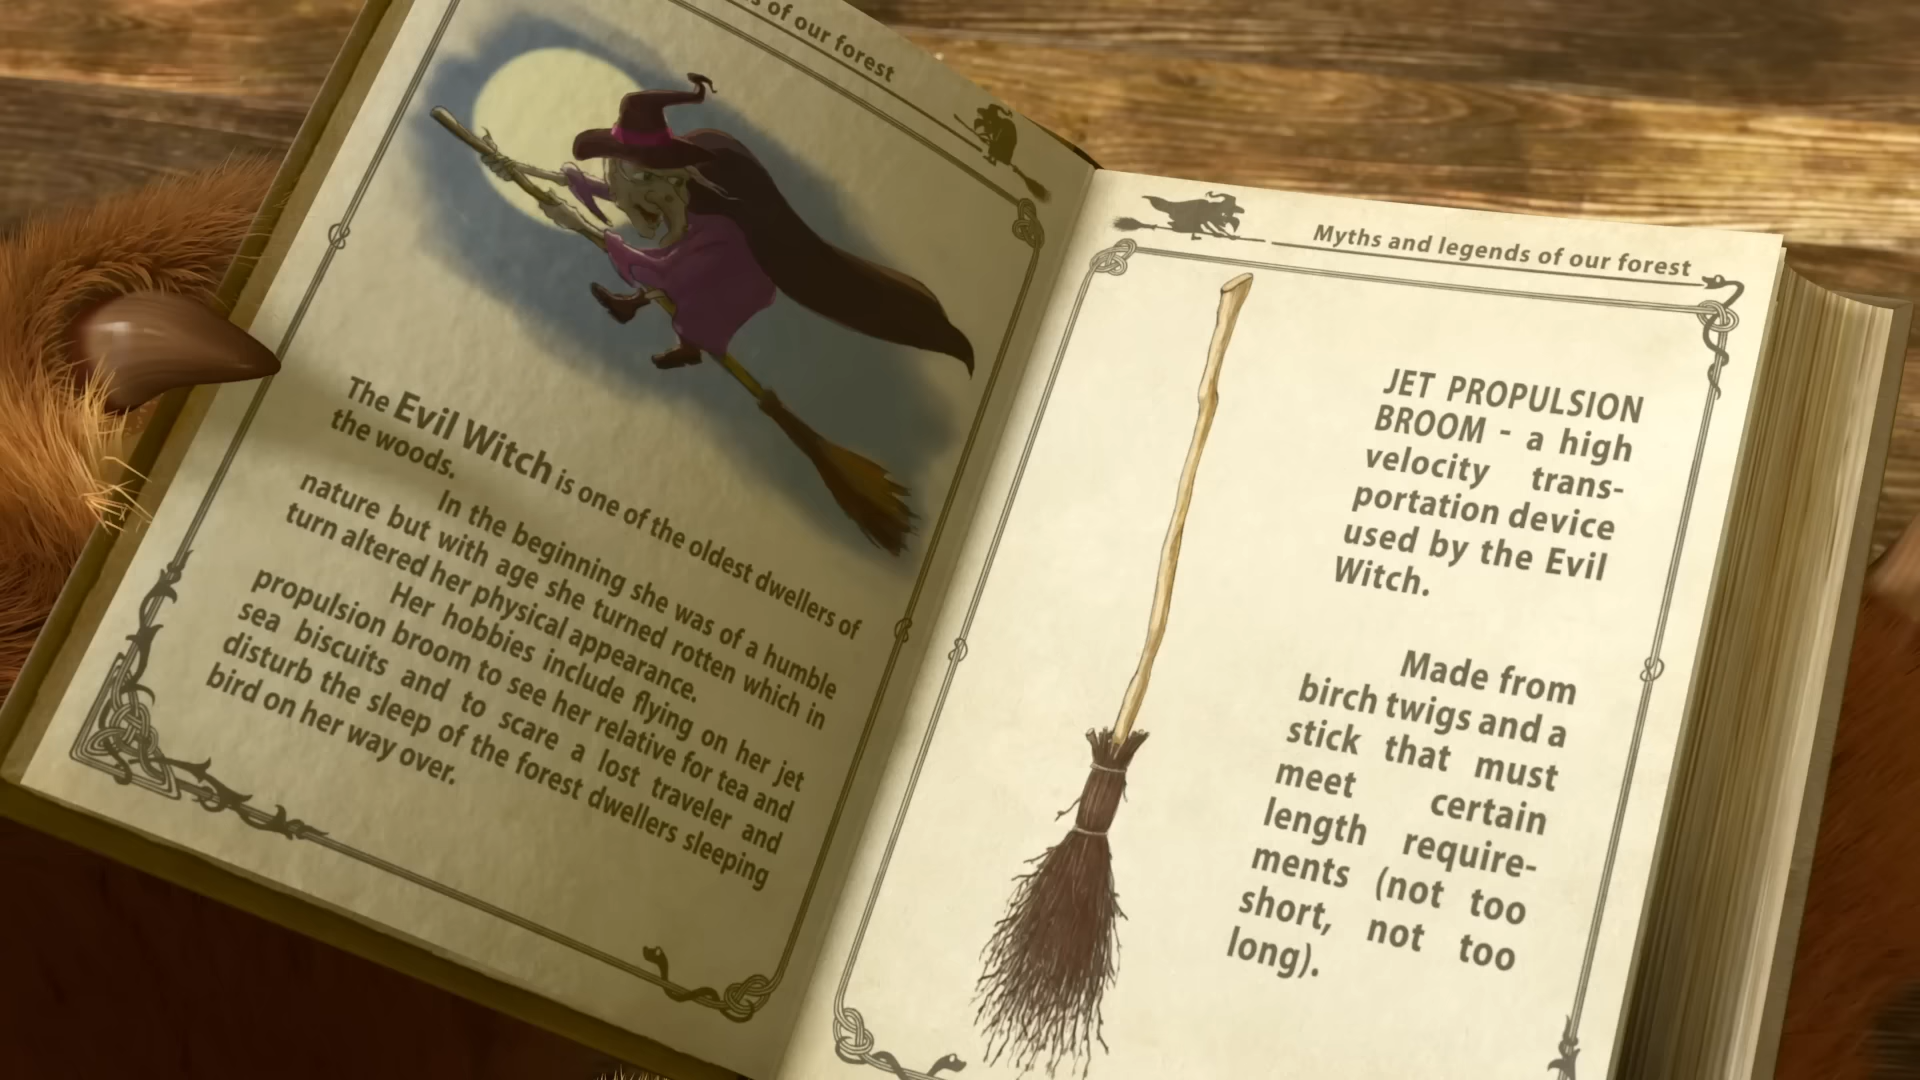 of our forest
The Evil Witch is one of the oldest dwellers of
the woods.
In the beginning she was of a humble
nature but with age she turned rotten which in
turn altered her physical appearance.
Her hobbies include flying on her jet
propulsion broom to see her relative for tea and
sea biscuits and to scare a lost traveler and
disturb the sleep of the forest dwellers sleeping
bird on her way over.
Myths and legends of our forest
JET PROPULSION
BROOM - a high
velocity trans-
portation device
used by the Evil
Witch.
Made from
birch twigs and a
stick that must
meet certain
length require-
ments (not too
short, not too
long).